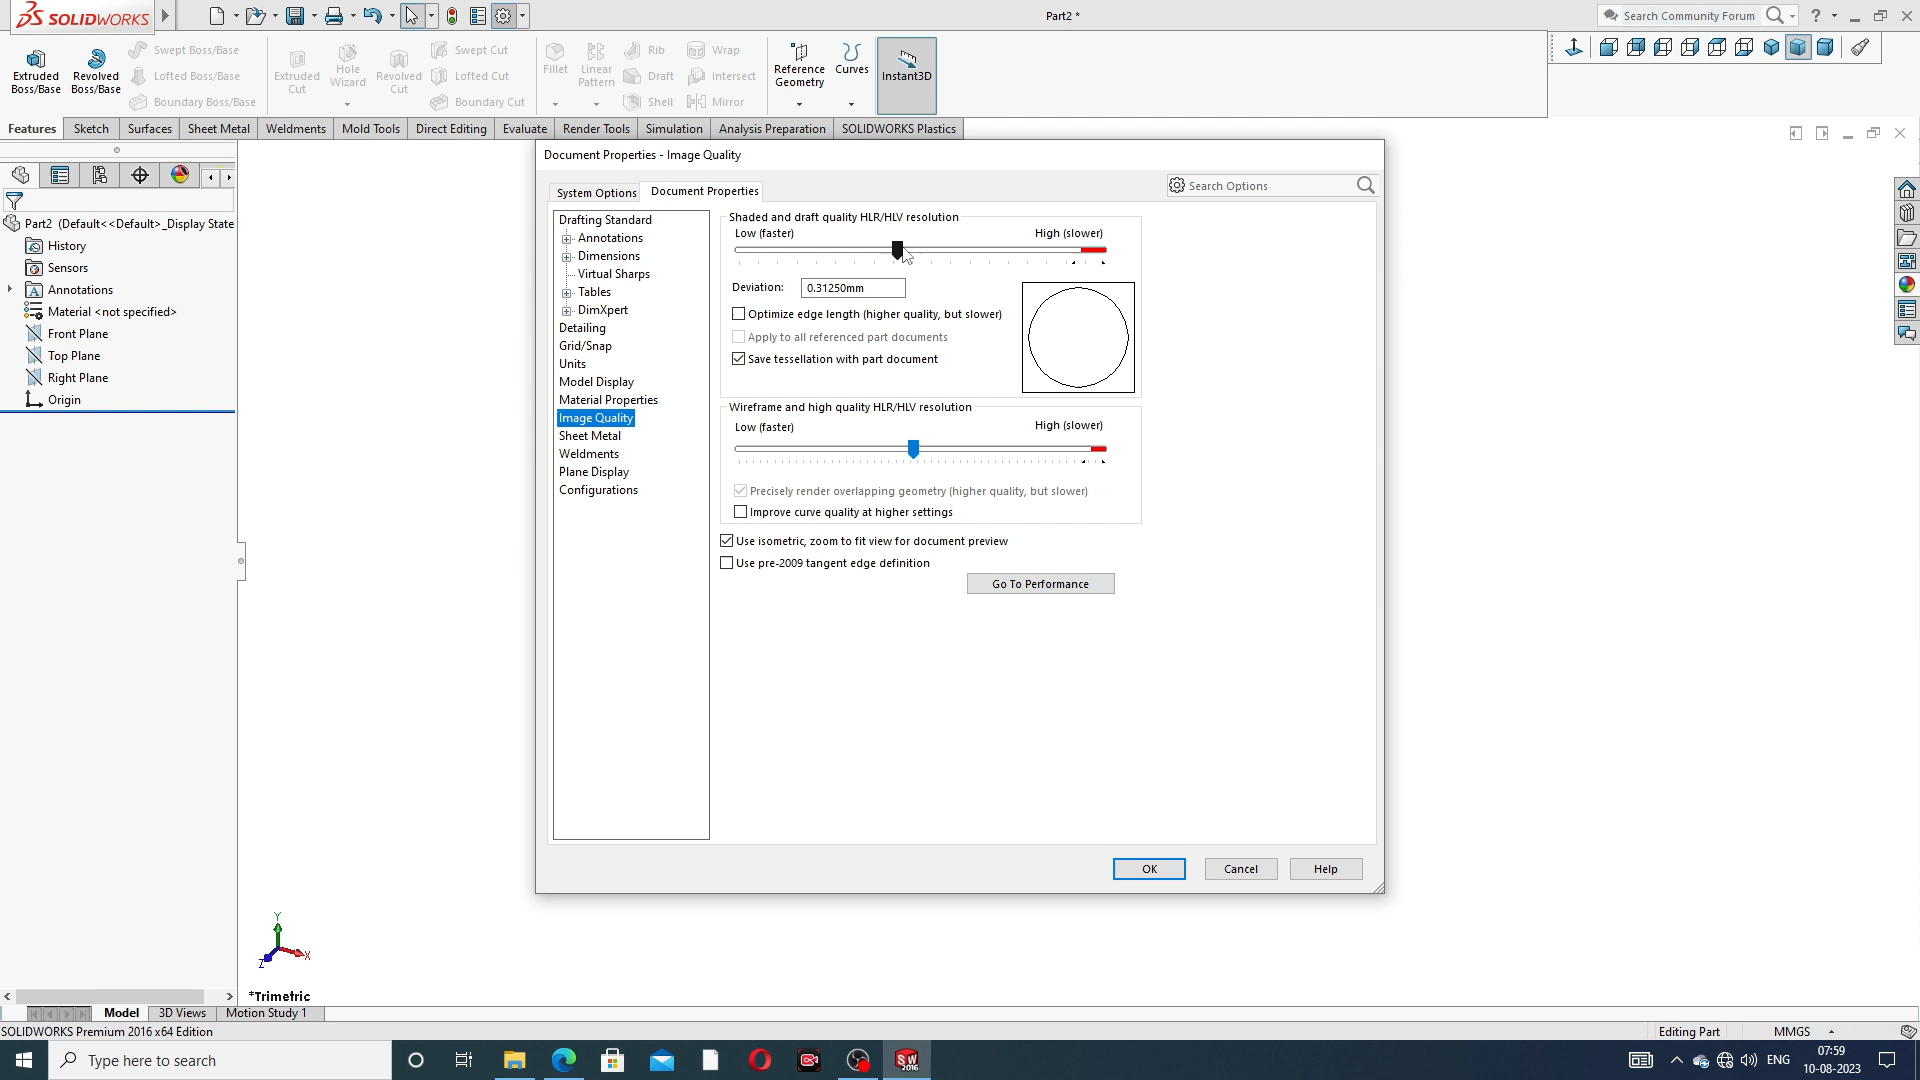 SOLIDWORKS
Part2 *
Search Community Forum
?
Extruded Boss/Base
Revolved Boss/Base
Swept Boss/Base
Lofted Boss/Base
Boundary Boss/Base
Extruded Cut
Hole Wizard
Revolved Cut
Swept Cut
Lofted Cut
Boundary Cut
Fillet
Linear Pattern
Rib
Draft
Shell
Wrap
Intersect
Mirror
Reference Geometry
Curves
Instant3D
Features
Sketch
Surfaces
Sheet Metal
Weldments
Mold Tools
Direct Editing
Evaluate
Render Tools
Simulation
Analysis Preparation
SOLIDWORKS Plastics
Part2 (Default<<Default>_Display State
History
Sensors
Annotations
Material <not specified>
Front Plane
Top Plane
Right Plane
Origin
Document Properties - Image Quality
System Options
Document Properties
Search Options
Drafting Standard
Annotations
Dimensions
Virtual Sharps
Tables
DimXpert
Detailing
Grid/Snap
Units
Model Display
Material Properties
Image Quality
Sheet Metal
Weldments
Plane Display
Configurations
Shaded and draft quality HLR/HLV resolution
Low (faster)
High (slower)
Deviation:
0.31250mm
Optimize edge length (higher quality, but slower)
Apply to all referenced part documents
Save tessellation with part document
Wireframe and high quality HLR/HLV resolution
Low (faster)
High (slower)
Precisely render overlapping geometry (higher quality, but slower)
Improve curve quality at higher settings
Use isometric, zoom to fit view for document preview
Use pre-2009 tangent edge definition
Go To Performance
OK
Cancel
Help
Y
X
Z
*Trimetric
Model
3D Views
Motion Study 1
SOLIDWORKS Premium 2016 x64 Edition
Editing Part
MMGS
Type here to search
SW
2016
ENG
07:59
10-08-2023